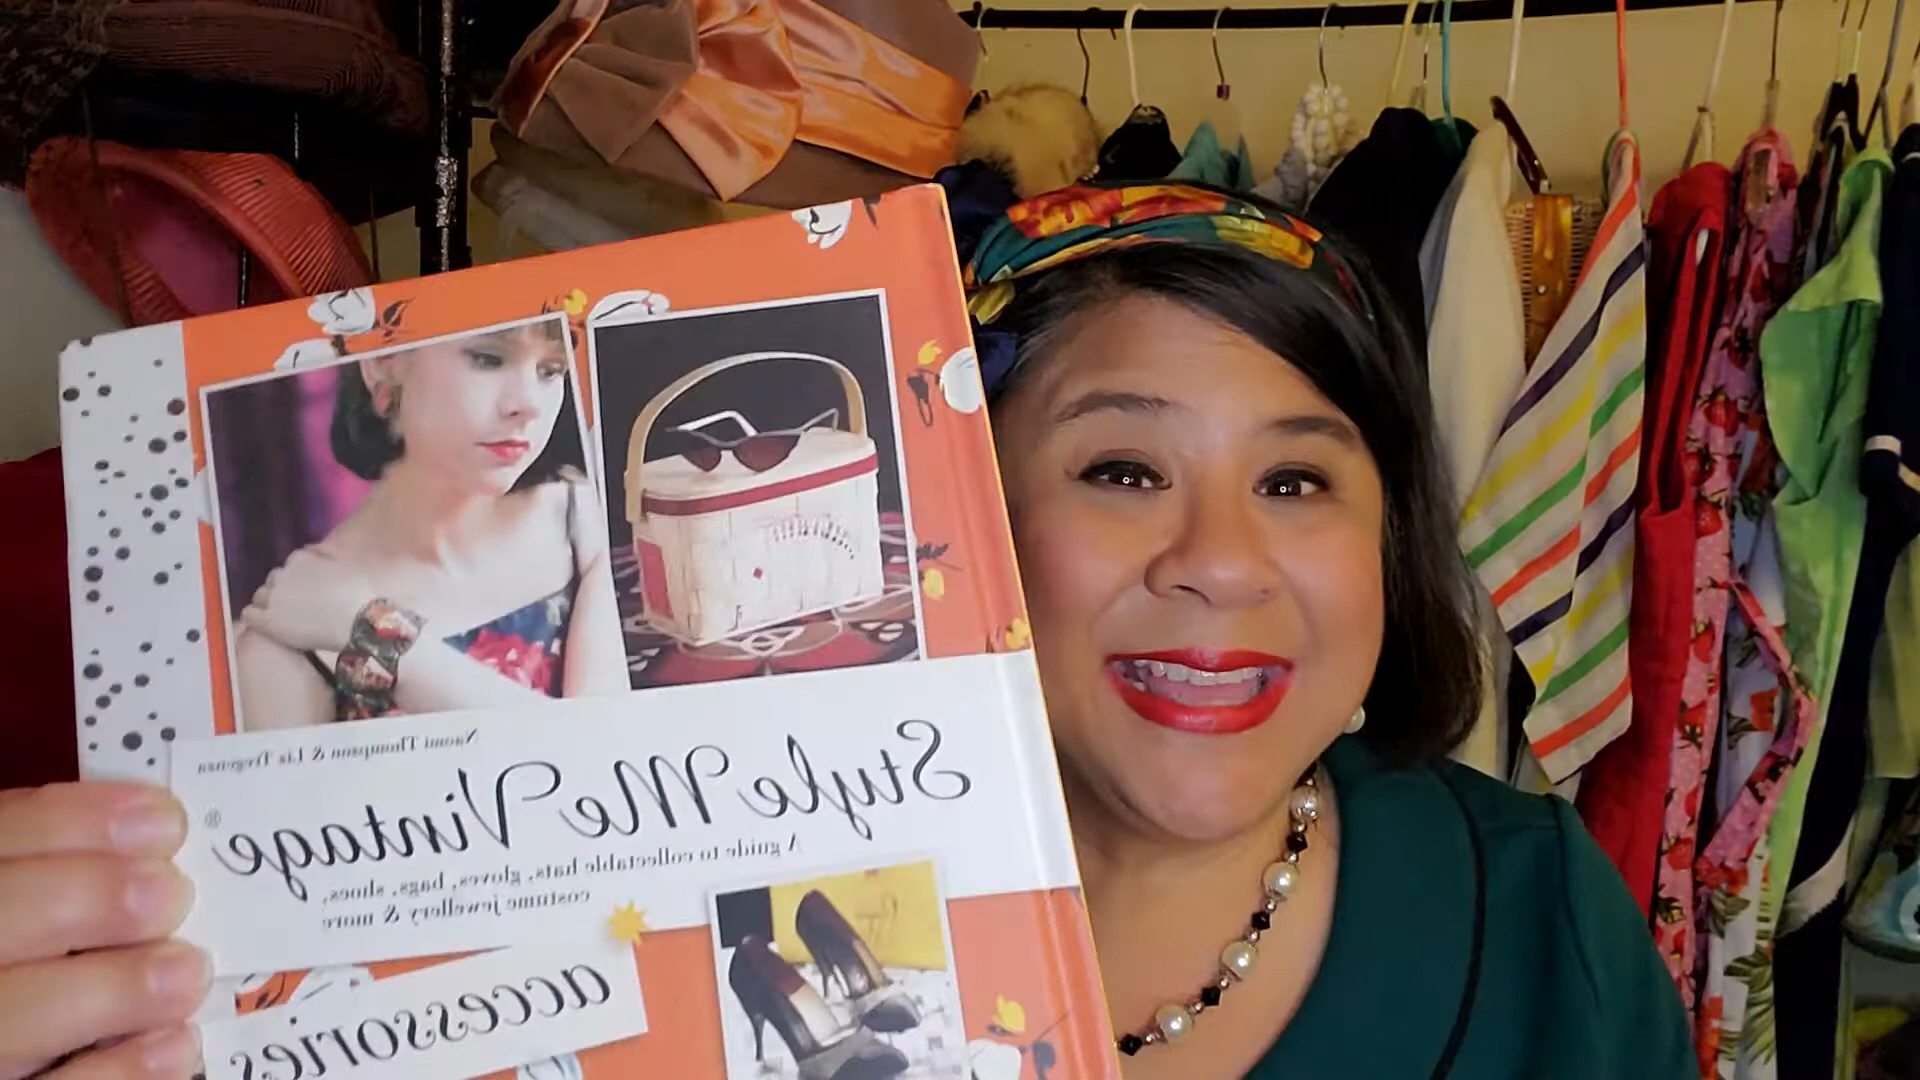 Naomi Thompson & Liz Tregenza
Style Me Vintage®
A guide to collectable hats, gloves, bags, shoes,
costume jewellery & more
accessories